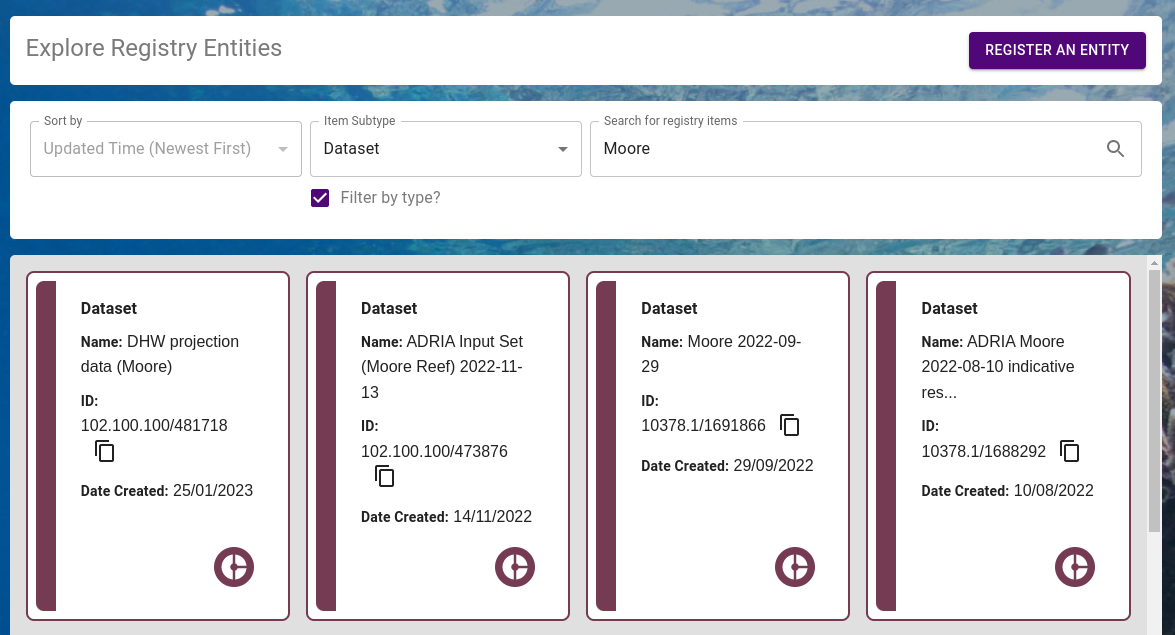 Explore Registry Entities
REGISTER AN ENTITY
Sort by
Updated Time (Newest First)
Item Subtype
Dataset
Search for registry items
Moore
Filter by type?
Dataset
Name: DHW projection
data (Moore)
ID:
102.100.100/481718
Date Created: 25/01/2023
Dataset
Name: ADRIA Input Set
(Moore Reef) 2022-11-
13
ID:
102.100.100/473876
Date Created: 14/11/2022
Dataset
Name: Moore 2022-09-
29
ID:
10378.1/1691866
Date Created: 29/09/2022
Dataset
Name: ADRIA Moore
2022-08-10 indicative
res...
ID:
10378.1/1688292
Date Created: 10/08/2022